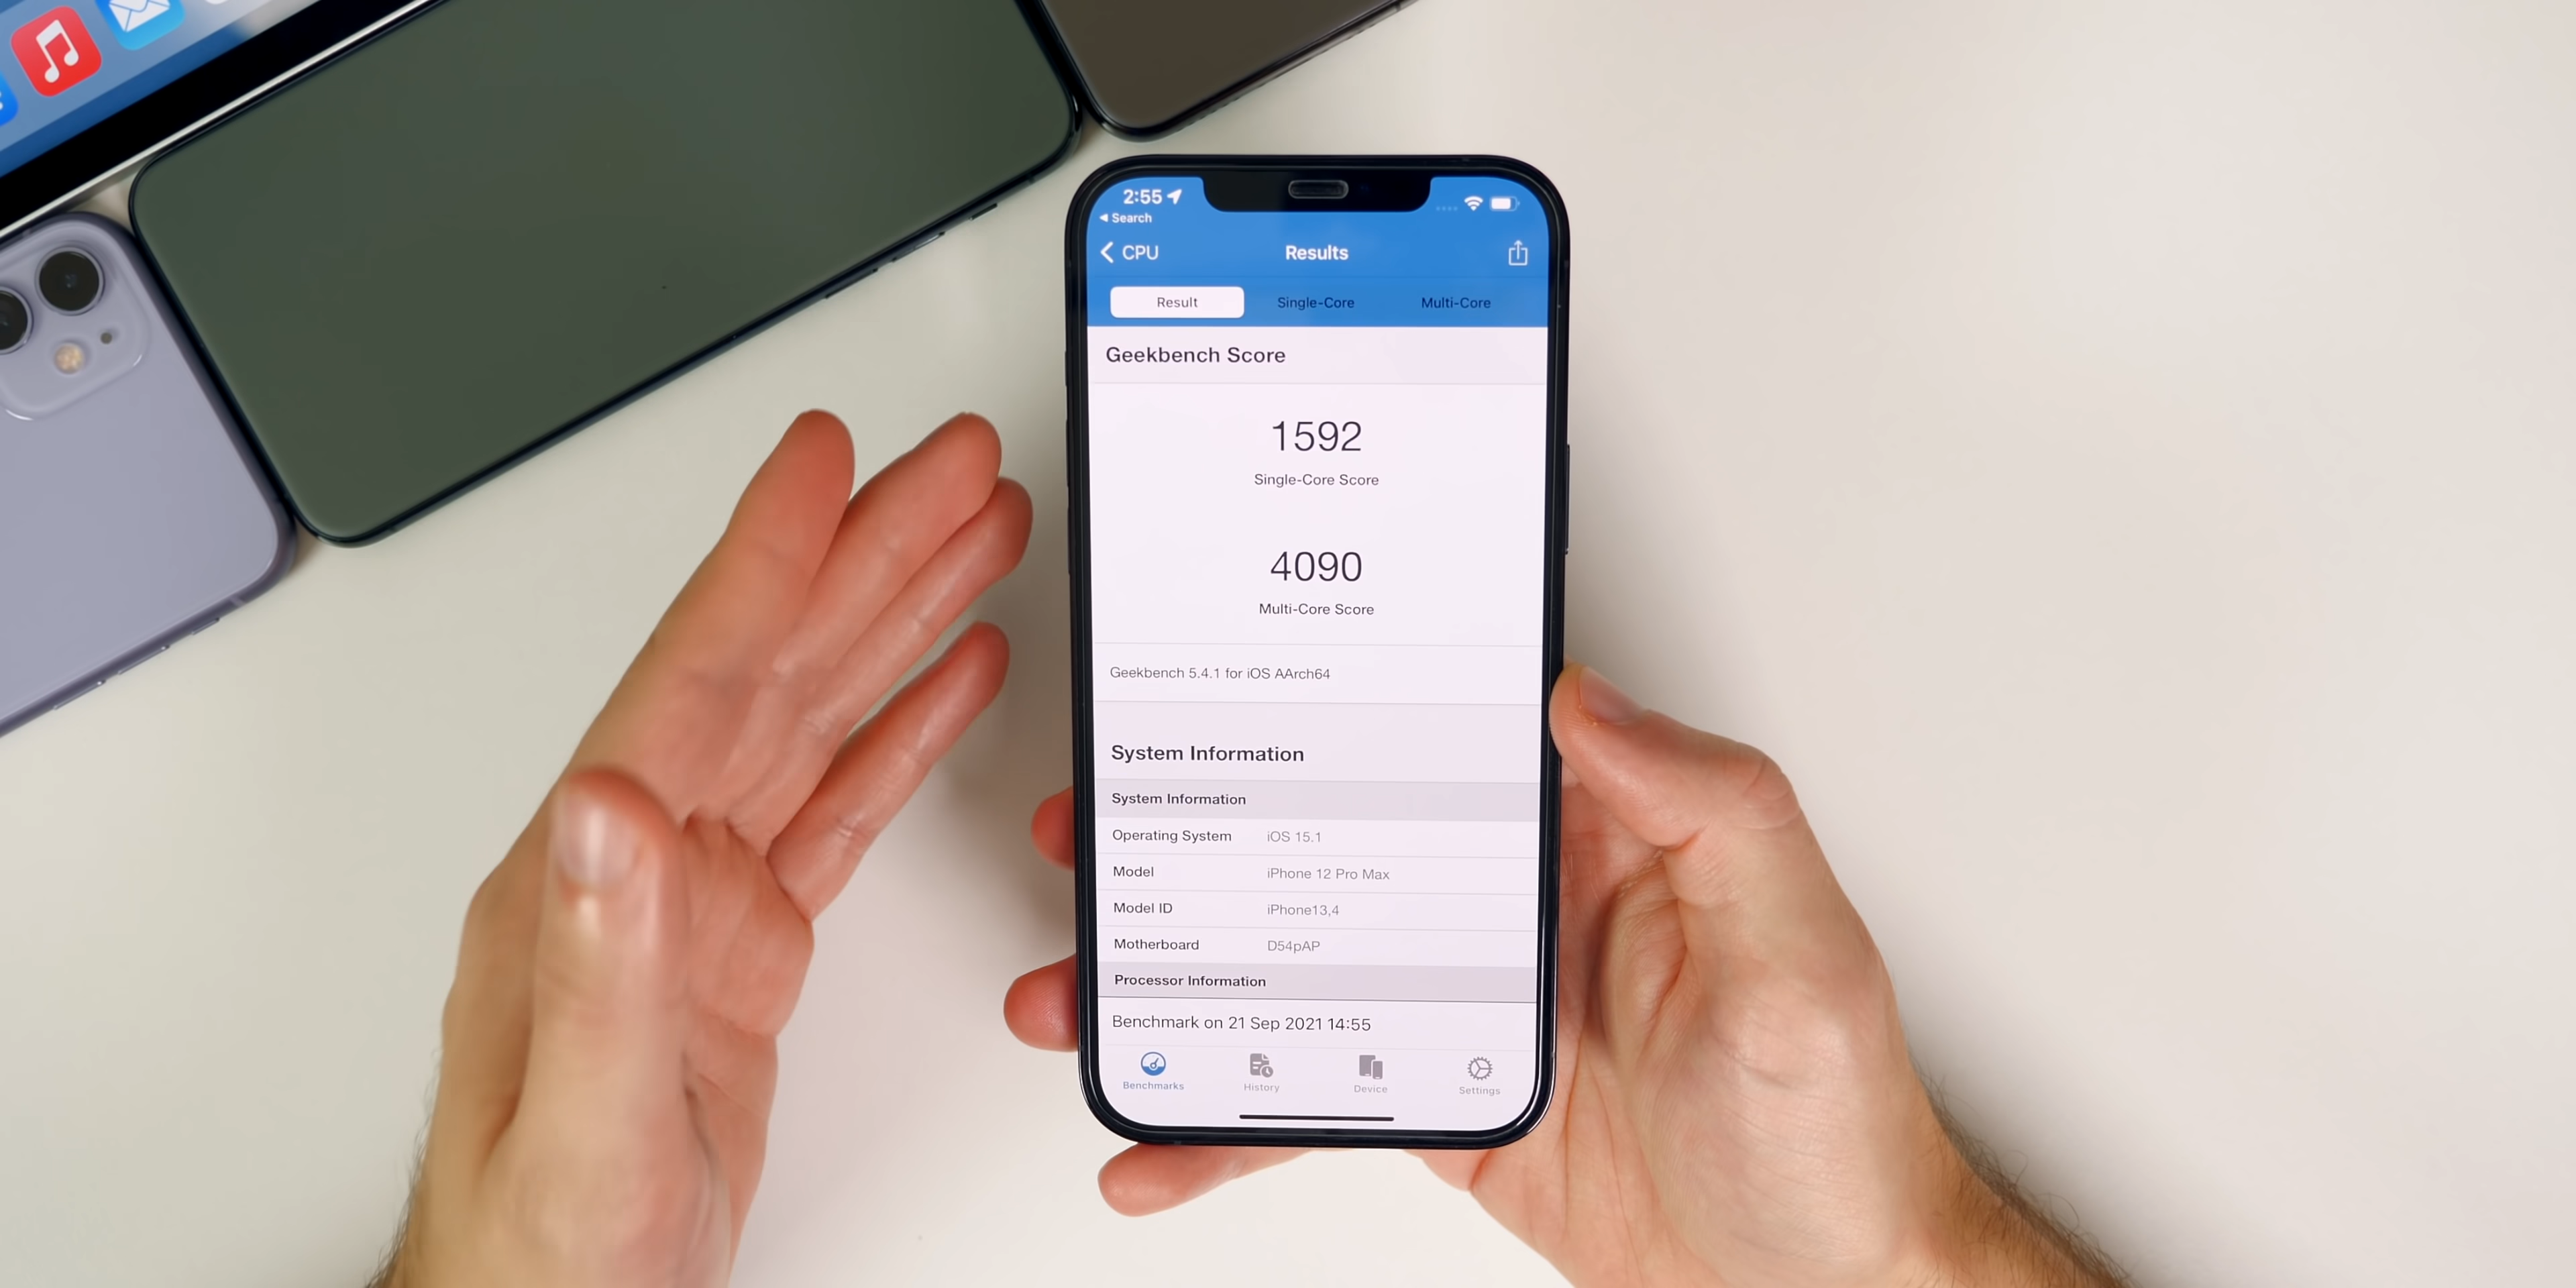 2:55
Search
CPU
Results
Result
Single-Core
Multi-Core
Geekbench Score
1592
Single-Core Score
4090
Multi-Core Score
Geekbench 5.4.1 for iOS AArch64
System Information
System Information
Operating System iOS 15.1
Model iPhone 12 Pro Max
Model ID iPhone13,4
Motherboard D54pAP
Processor Information
Benchmark on 21 Sep 2021 14:55
Benchmarks
History
Device
Settings